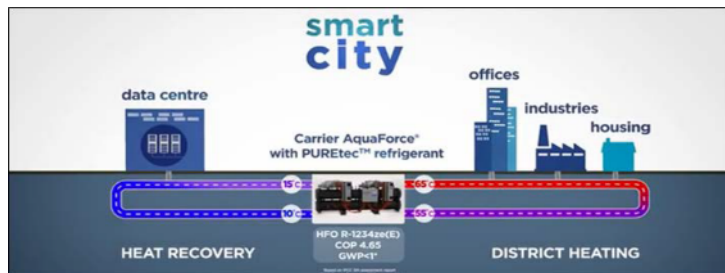 smart
city
data centre
offices
industries
housing
Carrier AquaForce®
with PUREtec™ refrigerant
15°C
65°C
10°C
55°C
HFO R-1234ze(E)
COP 4.65
GWP<1*
HEAT RECOVERY
DISTRICT HEATING